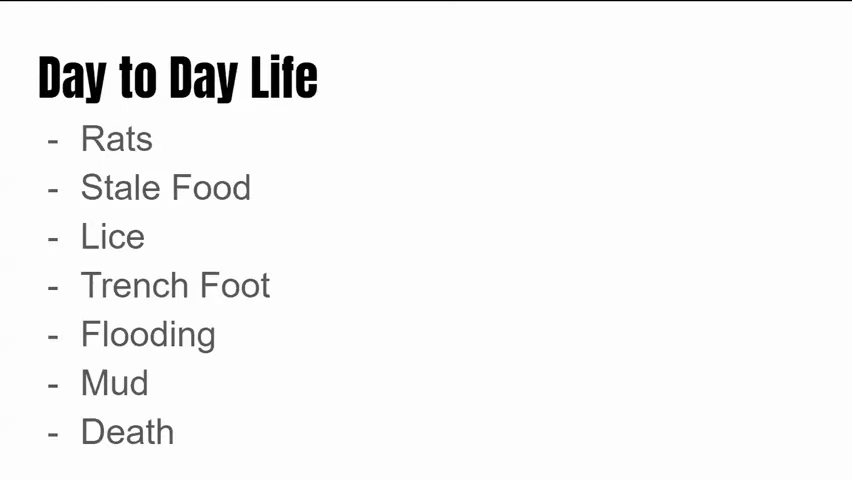 Day to Day Life
- Rats
- Stale Food
- Lice
- Trench Foot
- Flooding
- Mud
- Death